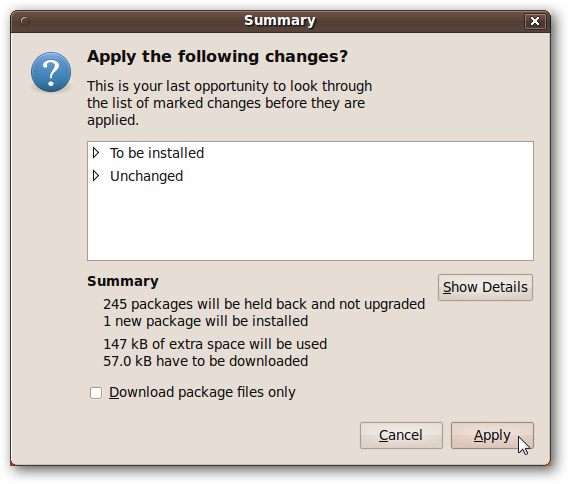 Summary
Apply the following changes?
This is your last opportunity to look through
the list of marked changes before they are
applied.
To be installed
Unchanged
Summary
Show Details
245 packages will be held back and not upgraded
1 new package will be installed
147 kB of extra space will be used
57.0 kB have to be downloaded
Download package files only
Cancel
Apply